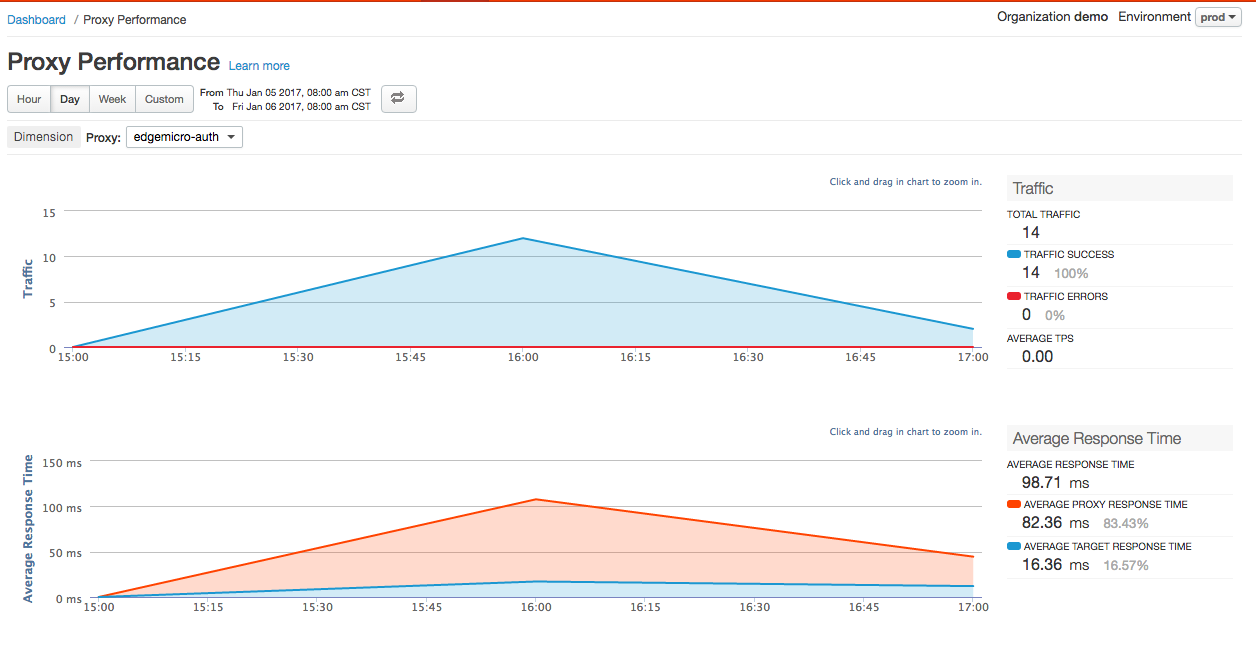 Dashboard / Proxy Performance
Organization demo Environment prod
Proxy Performance Learn more
Hour Day Week Custom
From Thu Jan 05 2017, 08:00 am CST
To Fri Jan 06 2017, 08:00 am CST
Dimension Proxy: edgemicro-auth
Click and drag in chart to zoom in.
Traffic
15
10
5
0
15:00 15:15 15:30 15:45 16:00 16:15 16:30 16:45 17:00
Traffic
TOTAL TRAFFIC
14
TRAFFIC SUCCESS
14 100%
TRAFFIC ERRORS
0 0%
AVERAGE TPS
0.00
Click and drag in chart to zoom in.
Average Response Time
150 ms
100 ms
50 ms
0 ms
15:00 15:15 15:30 15:45 16:00 16:15 16:30 16:45 17:00
Average Response Time
AVERAGE RESPONSE TIME
98.71 ms
AVERAGE PROXY RESPONSE TIME
82.36 ms 83.43%
AVERAGE TARGET RESPONSE TIME
16.36 ms 16.57%